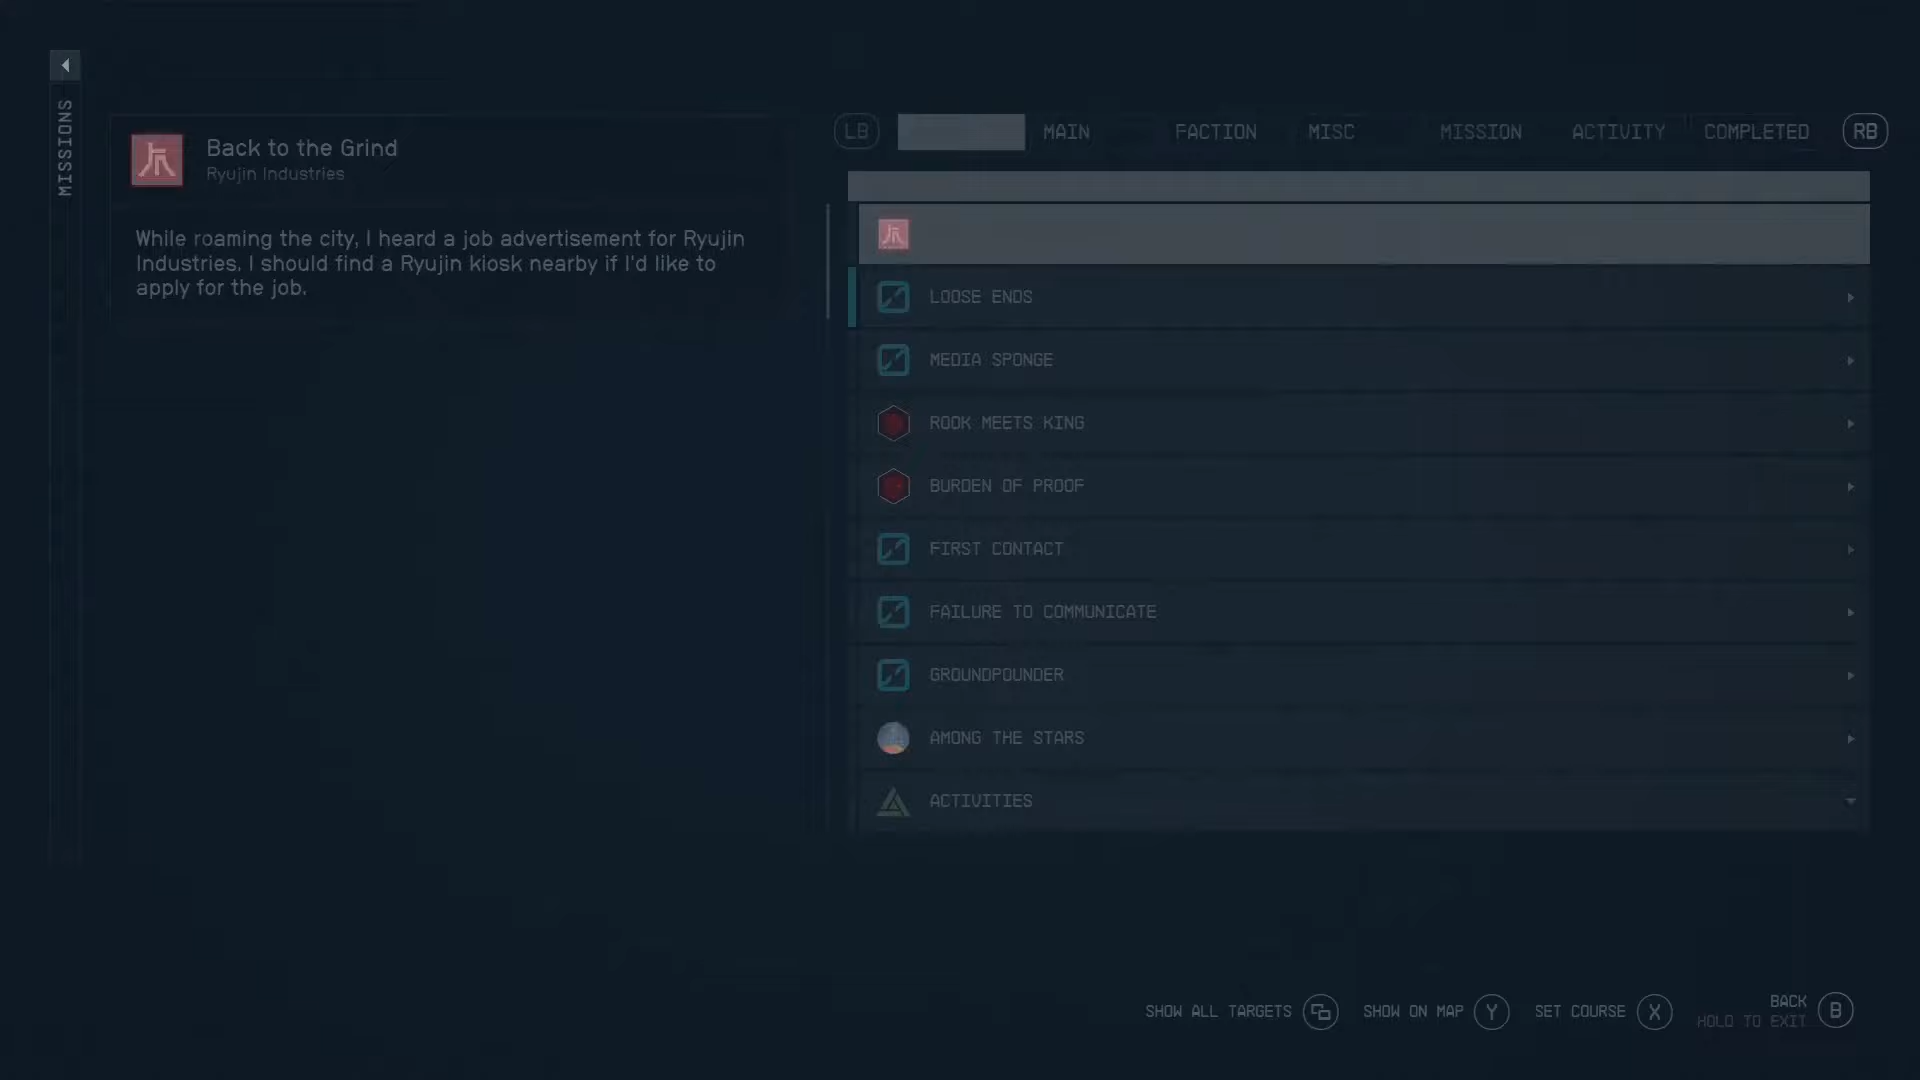 MISSIONS
Back to the Grind
Ryujin Industries
While roaming the city, I heard a job advertisement for Ryujin
Industries. I should find a Ryujin kiosk nearby if I'd like to
apply for the job.
LB MAIN FACTION MISC MISSION ACTIVITY COMPLETED RB
LOOSE ENDS
MEDIA SPONGE
ROOK MEETS KING
BURDEN OF PROOF
FIRST CONTACT
FAILURE TO COMMUNICATE
GROUNDPOUNDER
AMONG THE STARS
ACTIVITIES
SHOW ALL TARGETS SHOW ON MAP Y SET COURSE X BACK B
HOLD TO EXIT